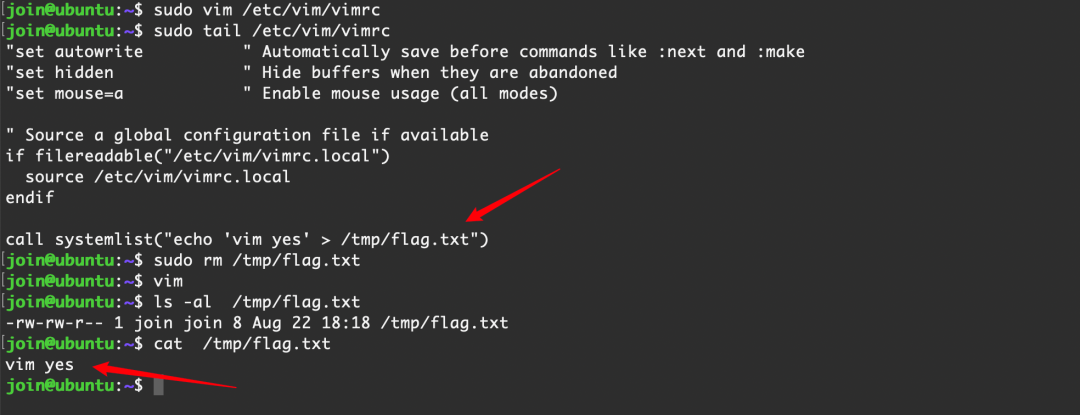 [join@ubuntu:~$ sudo vim /etc/vim/vimrc
[join@ubuntu:~$ sudo tail /etc/vim/vimrc
"set autowrite          " Automatically save before commands like :next and :make
"set hidden             " Hide buffers when they are abandoned
"set mouse=a            " Enable mouse usage (all modes)
" Source a global configuration file if available
if filereadable("/etc/vim/vimrc.local")
  source /etc/vim/vimrc.local
endif
call systemlist("echo 'vim yes' > /tmp/flag.txt")
[join@ubuntu:~$ sudo rm /tmp/flag.txt
[join@ubuntu:~$ vim
[join@ubuntu:~$ ls -al  /tmp/flag.txt
-rw-rw-r-- 1 join join 8 Aug 22 18:18 /tmp/flag.txt
[join@ubuntu:~$ cat  /tmp/flag.txt
vim yes
join@ubuntu:~$